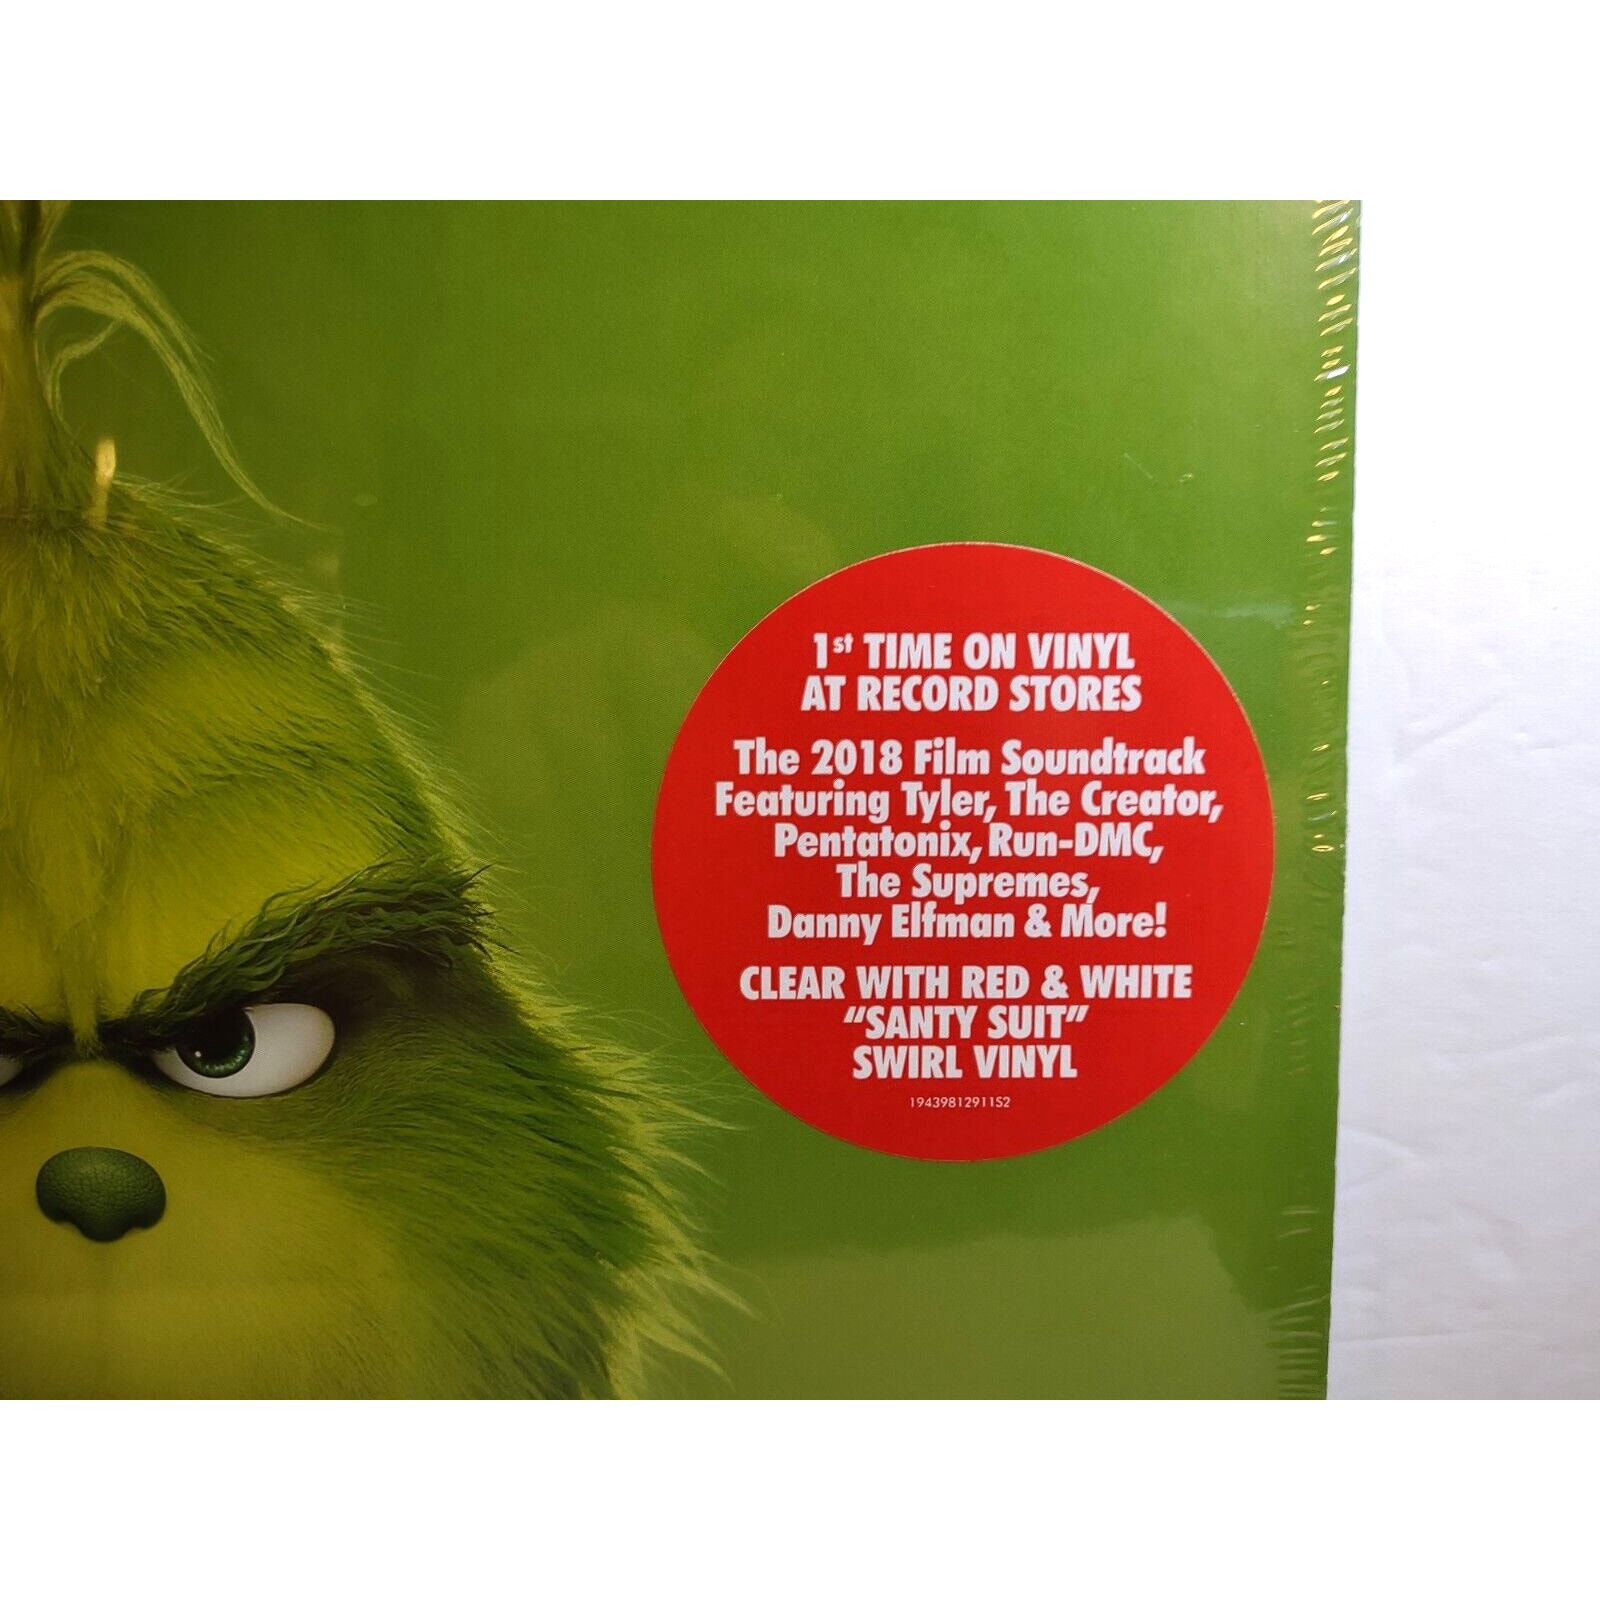 1st TIME ON VINYL
AT RECORD STORES
The 2018 Film Soundtrack
Featuring Tyler, The Creator,
Pentatonix, Run-DMC,
The Supremes,
Danny Elfman & More!
CLEAR WITH RED & WHITE
“SANTY SUIT”
SWIRL VINYL
19439812911S2